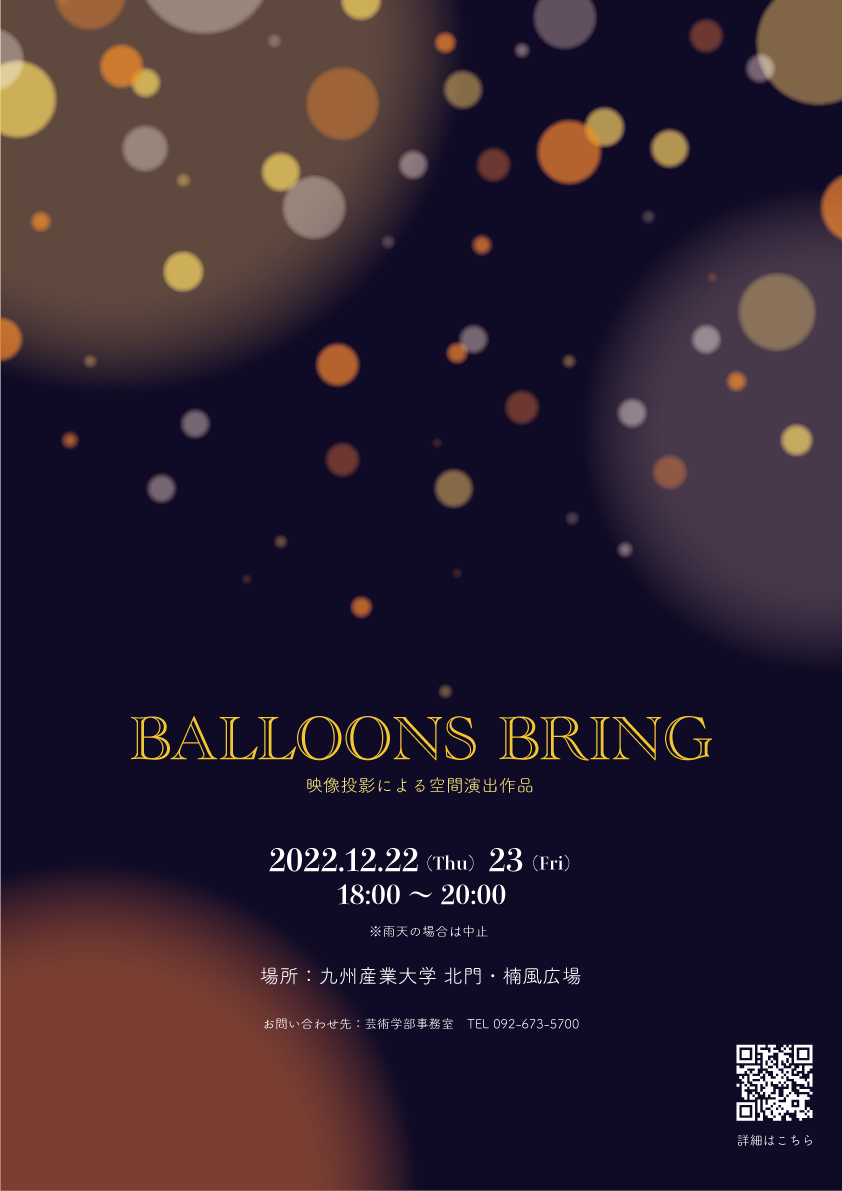 BALLOONS BRING
映像投影による空間演出作品
2022.12.22（Thu） 23（Fri）
18:00 〜 20:00
※雨天の場合は中止
場所：九州産業大学 北門・楠風広場
お問い合わせ先：芸術学部事務室　TEL 092-673-5700
詳細はこちら